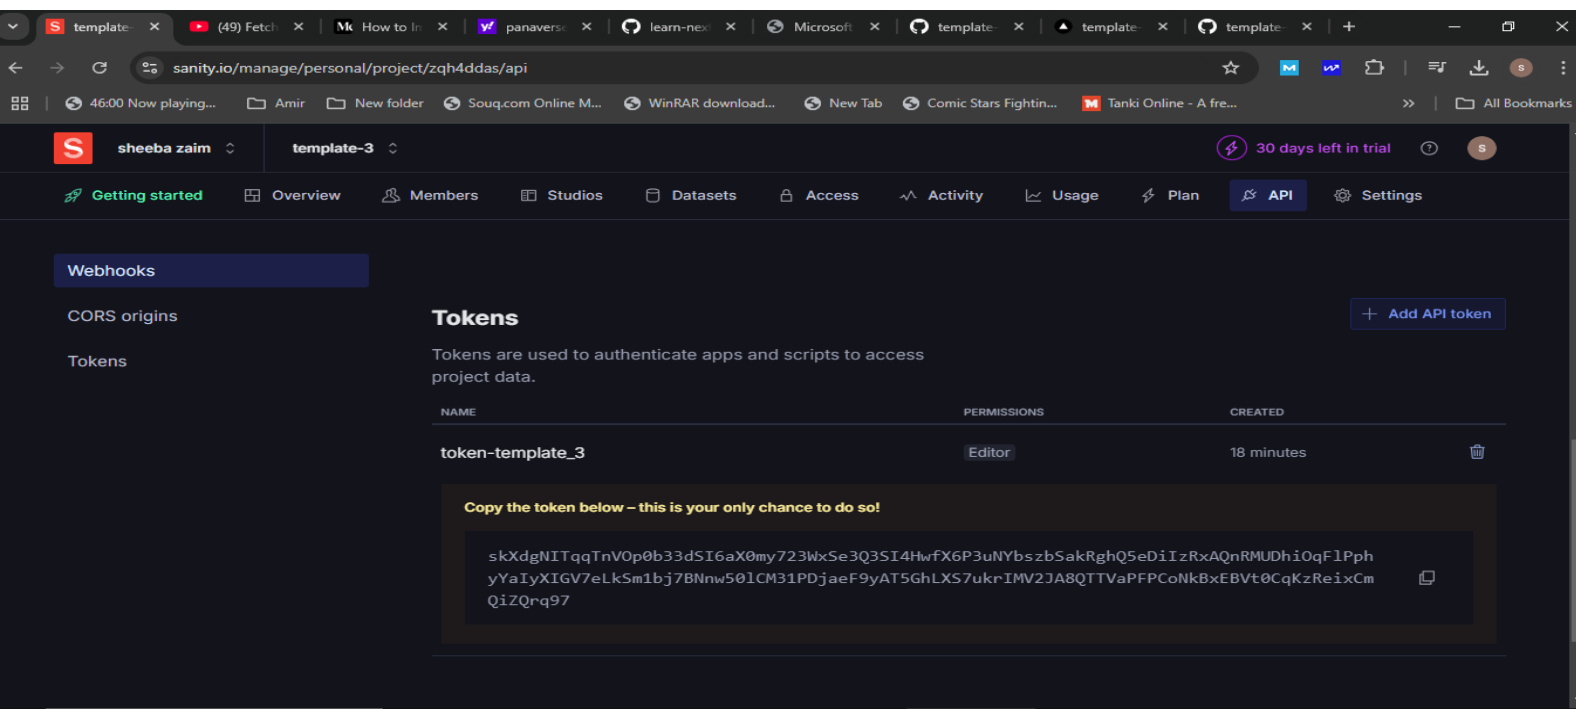 template-
(49) Fetch
How to In
panaverse
learn-nex
Microsoft
template-
template-
template-
sanity.io/manage/personal/project/zqh4ddas/api
46:00 Now playing...
Amir
New folder
Souq.com Online M...
WinRAR download...
New Tab
Comic Stars Fightin...
Tanki Online - A fre...
All Bookmarks
S sheeba zaim
template-3
30 days left in trial
S
Getting started
Overview
Members
Studios
Datasets
Access
Activity
Usage
Plan
API
Settings
Webhooks
CORS origins
Tokens
Tokens
+ Add API token
Tokens are used to authenticate apps and scripts to access
project data.
NAME PERMISSIONS CREATED
token-template_3 Editor 18 minutes
Copy the token below – this is your only chance to do so!
skXdgNITqqTnVOp0b33dSI6aX0my723WxSe3Q3SI4HwfX6P3uNYbszbSakRghQ5eDiIzRxAQnRMUDhiOqFlPph
yYaIyXIGV7eLkSm1bj7BNnw50lCM31PDjaeF9yAT5GhLXS7ukrIMV2JA8QTTVaPFPCoNkBxEBVt0CqKzReixCm
QiZQrq97